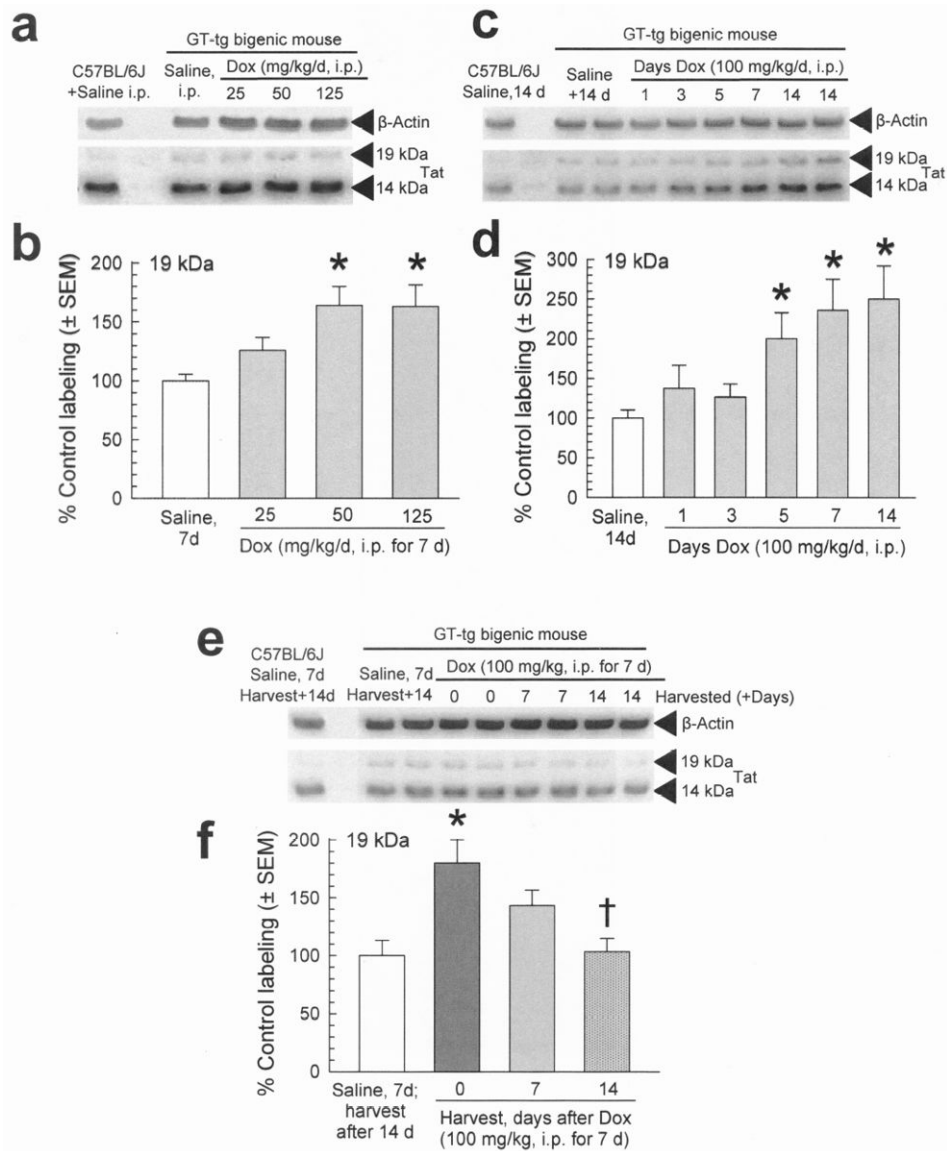 a
GT-tg bigenic mouse
C57BL/6J
+Saline i.p.
Saline,
i.p.
Dox (mg/kg/d, i.p.)
25 50 125
β-Actin
19 kDa
Tat
14 kDa
b
19 kDa
% Control labeling (± SEM)
200
150
100
50
0
* *
Saline,
7d
25 50 125
Dox (mg/kg/d, i.p. for 7 d)
c
GT-tg bigenic mouse
C57BL/6J
Saline,14 d
Saline
+14 d
Days Dox (100 mg/kg/d, i.p.)
1 3 5 7 14 14
β-Actin
19 kDa
Tat
14 kDa
d
19 kDa
% Control labeling (± SEM)
300
250
200
150
100
50
0
* * *
Saline,
14d
1 3 5 7 14
Days Dox (100 mg/kg/d, i.p.)
e
GT-tg bigenic mouse
C57BL/6J
Saline, 7d
Harvest+14d
Saline, 7d
Harvest+14
Dox (100 mg/kg, i.p. for 7 d)
0 0 7 7 14 14 Harvested (+Days)
β-Actin
19 kDa
Tat
14 kDa
f
19 kDa
% Control labeling (± SEM)
200
150
100
50
0
* †
Saline, 7d;
harvest
after 14 d
0 7 14
Harvest, days after Dox
(100 mg/kg, i.p. for 7 d)